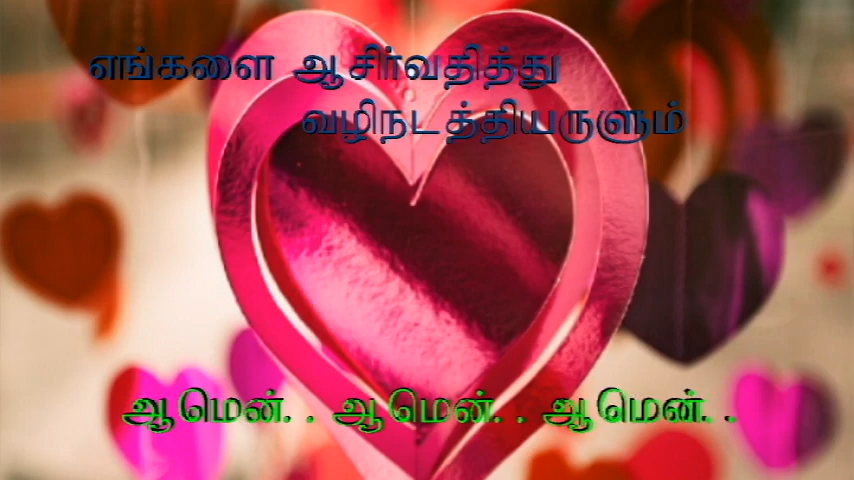 எங்களை ஆசிர்வதித்து
வழிநடத்தியருளும்
ஆமென். . ஆமென். . ஆமென். .